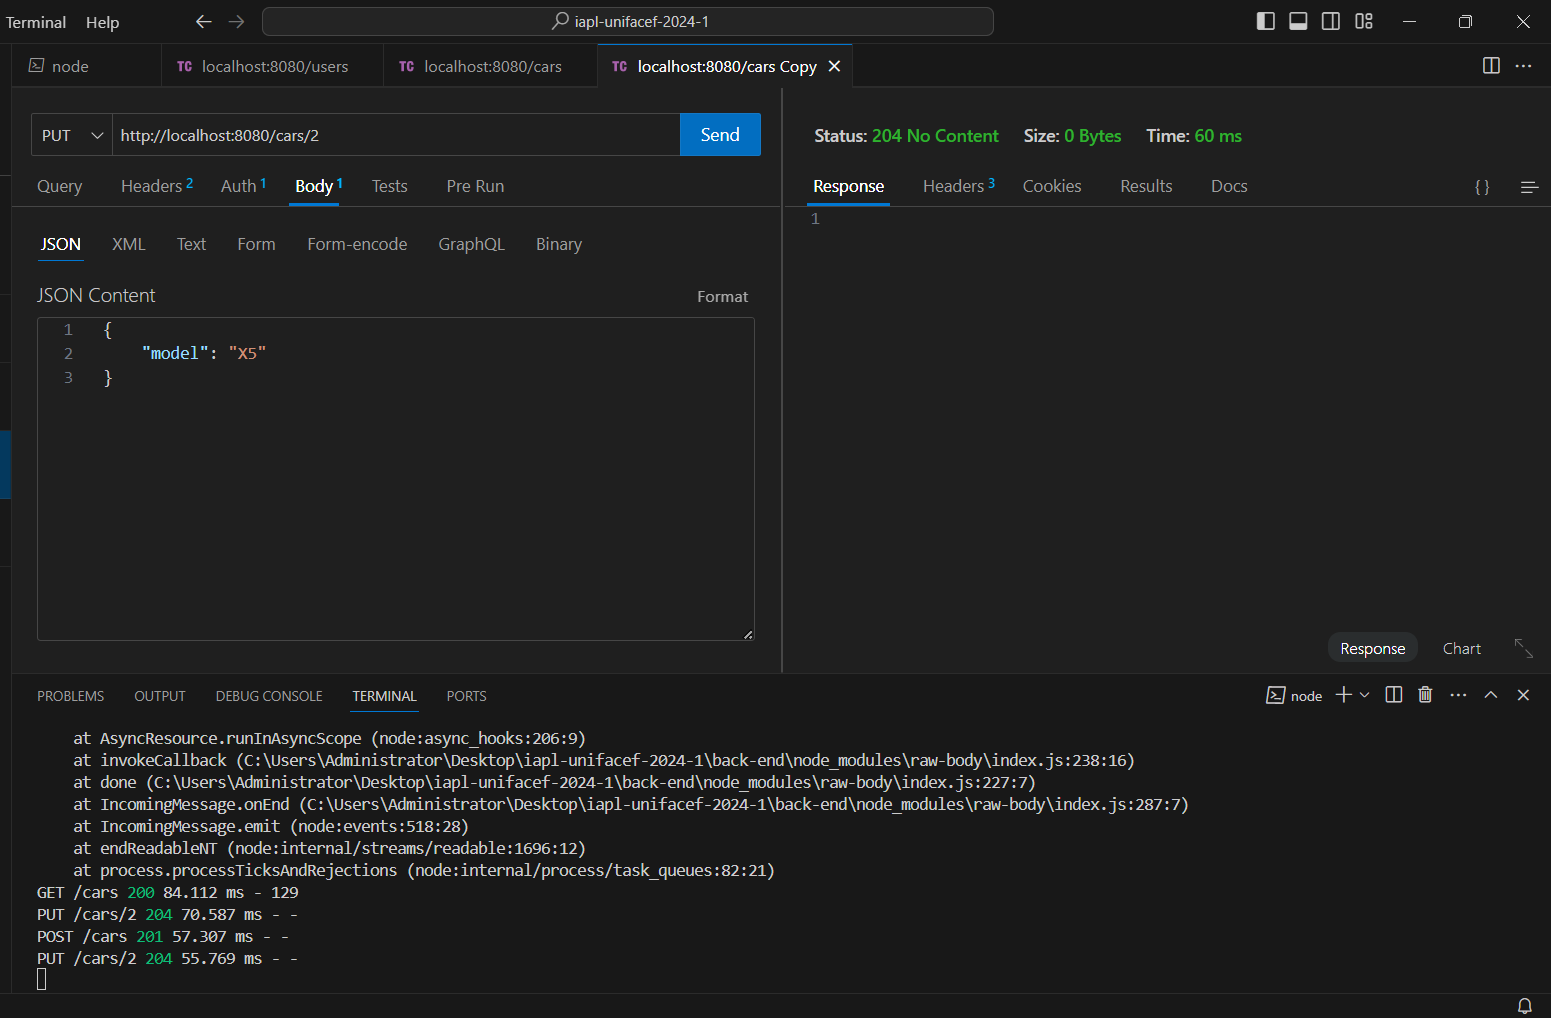 Terminal Help iapl-unifacef-2024-1
node TC localhost:8080/users TC localhost:8080/cars TC localhost:8080/cars Copy
PUT http://localhost:8080/cars/2 Send
Query Headers 2 Auth 1 Body 1 Tests Pre Run
JSON XML Text Form Form-encode GraphQL Binary
JSON Content Format
1 {
2 "model": "X5"
3 }
Status: 204 No Content Size: 0 Bytes Time: 60 ms
Response Headers 3 Cookies Results Docs { }
1
Response Chart
PROBLEMS OUTPUT DEBUG CONSOLE TERMINAL PORTS node
at AsyncResource.runInAsyncScope (node:async_hooks:206:9)
at invokeCallback (C:\Users\Administrator\Desktop\iapl-unifacef-2024-1\back-end\node_modules\raw-body\index.js:238:16)
at done (C:\Users\Administrator\Desktop\iapl-unifacef-2024-1\back-end\node_modules\raw-body\index.js:227:7)
at IncomingMessage.onEnd (C:\Users\Administrator\Desktop\iapl-unifacef-2024-1\back-end\node_modules\raw-body\index.js:287:7)
at IncomingMessage.emit (node:events:518:28)
at endReadableNT (node:internal/streams/readable:1696:12)
at process.processTicksAndRejections (node:internal/process/task_queues:82:21)
GET /cars 200 84.112 ms - 129
PUT /cars/2 204 70.587 ms - -
POST /cars 201 57.307 ms - -
PUT /cars/2 204 55.769 ms - -